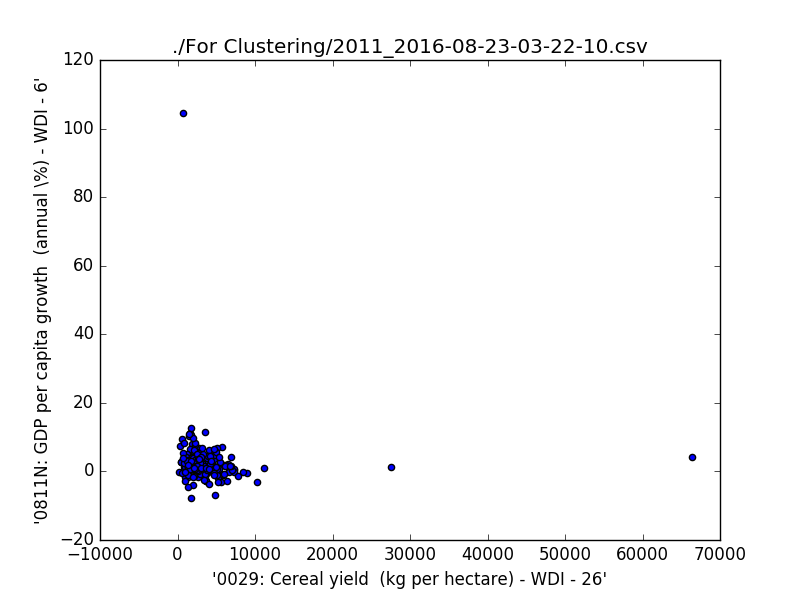 ./For Clustering/2011_2016-08-23-03-22-10.csv
120
100
80
60
40
20
0
−20
'0811N: GDP per capita growth  (annual \%) - WDI - 6'
−10000 0 10000 20000 30000 40000 50000 60000 70000
'0029: Cereal yield  (kg per hectare) - WDI - 26'